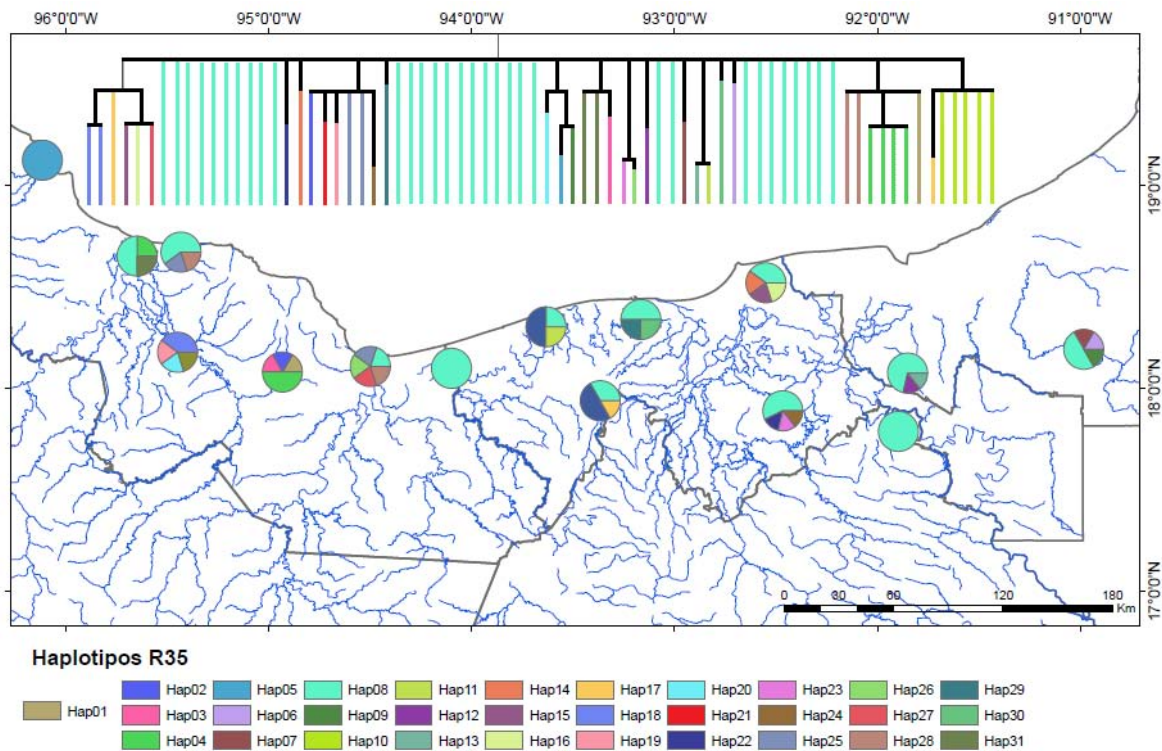 96°0'0"W 95°0'0"W 94°0'0"W 93°0'0"W 92°0'0"W 91°0'0"W
19°0'0"N
18°0'0"N
17°0'0"N
0 30 60 120 180
Km
Haplotipos R35
Hap02 Hap05 Hap08 Hap11 Hap14 Hap17 Hap20 Hap23 Hap26 Hap29
Hap01 Hap03 Hap06 Hap09 Hap12 Hap15 Hap18 Hap21 Hap24 Hap27 Hap30
Hap04 Hap07 Hap10 Hap13 Hap16 Hap19 Hap22 Hap25 Hap28 Hap31